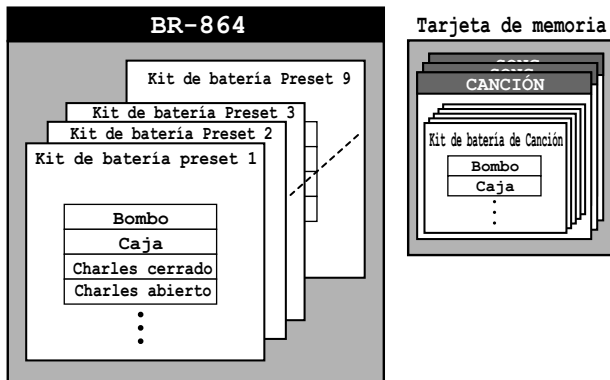 BR-864
Kit de batería Preset 9
Kit de batería Preset 3
Kit de batería Preset 2
Kit de batería preset 1
Bombo
Caja
Charles cerrado
Charles abierto
Tarjeta de memoria
CANCIÓN
Kit de batería de Canción
Bombo
Caja